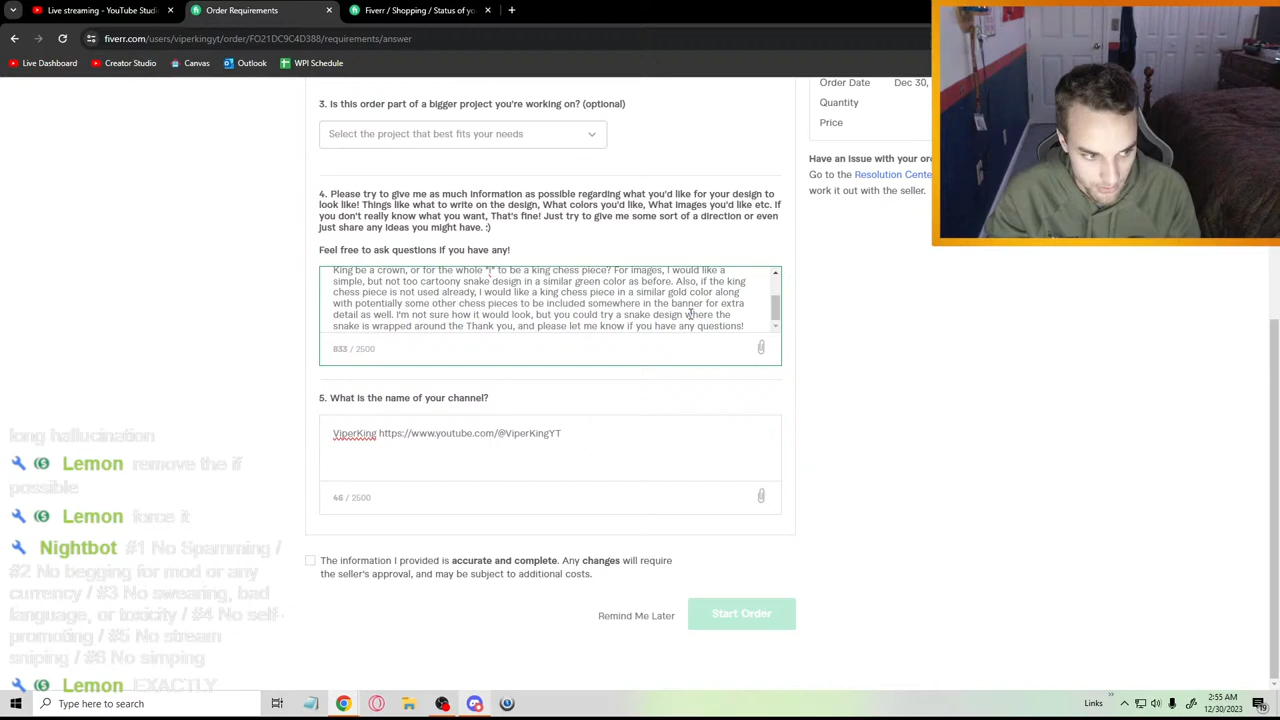 Live streaming - YouTube Studio
Order Requirements
Fiverr / Shopping / Status of yo
fiverr.com/users/viperkingyt/order/FO21DC9C4D388/requirements/answer
Live Dashboard
Creator Studio
Canvas
Outlook
WPI Schedule
3. Is this order part of a bigger project you're working on? (optional)
Select the project that best fits your needs
4. Please try to give me as much information as possible regarding what you'd like for your design to
look like! Things like what to write on the design, What colors you'd like, What images you'd like etc. If
you don't really know what you want, That's fine! Just try to give me some sort of a direction or even
just share any ideas you might have. :)
Feel free to ask questions if you have any!
King be a crown, or for the whole "i" to be a king chess piece? For images, I would like a
simple, but not too cartoony snake design in a similar green color as before. Also, if the king
chess piece is not used already, I would like a king chess piece in a similar gold color along
with potentially some other chess pieces to be included somewhere in the banner for extra
detail as well. I'm not sure how it would look, but you could try a snake design where the
snake is wrapped around the Thank you, and please let me know if you have any questions!
833 / 2500
5. What is the name of your channel?
ViperKing https://www.youtube.com/@ViperKingYT
46 / 2500
The information I provided is accurate and complete. Any changes will require
the seller's approval, and may be subject to additional costs.
Remind Me Later
Start Order
Order Date Dec 30,
Quantity
Price
Have an issue with your ord
Go to the Resolution Cente
work it out with the seller.
long hallucination
Lemon remove the if
possible
Lemon force it
Nightbot #1 No Spamming /
#2 No begging for mod or any
currency / #3 No swearing, bad
language, or toxicity / #4 No self-
promoting / #5 No stream
sniping / #6 No simping
Lemon EXACTLY
Type here to search
Links
2:55 AM
12/30/2023
19